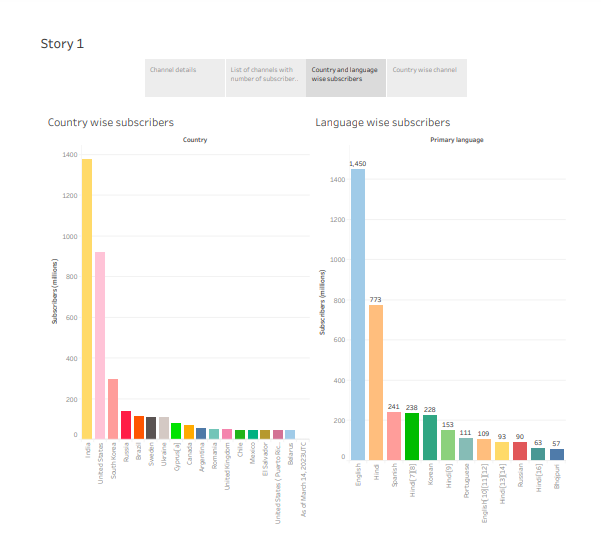 Story 1
Channel details
List of channels with
number of subscriber..
Country and language
wise subscribers
Country wise channel
Country wise subscribers
Country
Subscribers (millions)
1400
1200
1000
800
600
400
200
0
India
United States
South Korea
Russia
Brazil
Sweden
Ukraine
Cyprus[a]
Canada
Argentina
Romania
United Kingdom
Chile
Mexico
El Salvador
United States ( Puerto Ric..
Belarus
As of March 14, 2023UTC
Language wise subscribers
Primary language
Subscribers (millions)
1400
1200
1000
800
600
400
200
0
1,450
773
241
238
228
153
111
109
93
90
63
57
English
Hindi
Spanish
Hindi[7][8]
Korean
Hindi[9]
Portuguese
English[10][11][12]
Hindi[13][14]
Russian
Hindi[16]
Bhojpuri